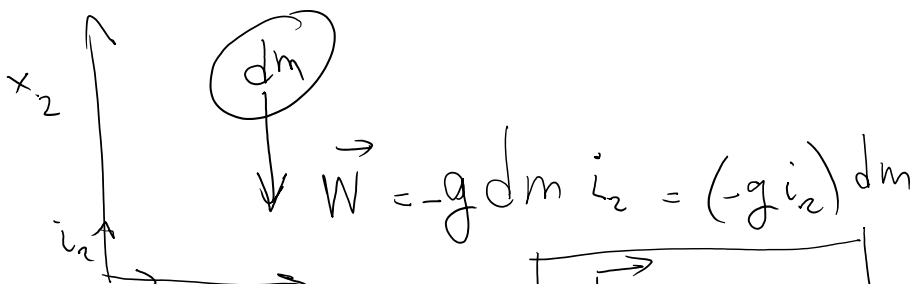 dm
x₂
W⃗ = -g dm i₂ = (-g i₂) dm
i₂